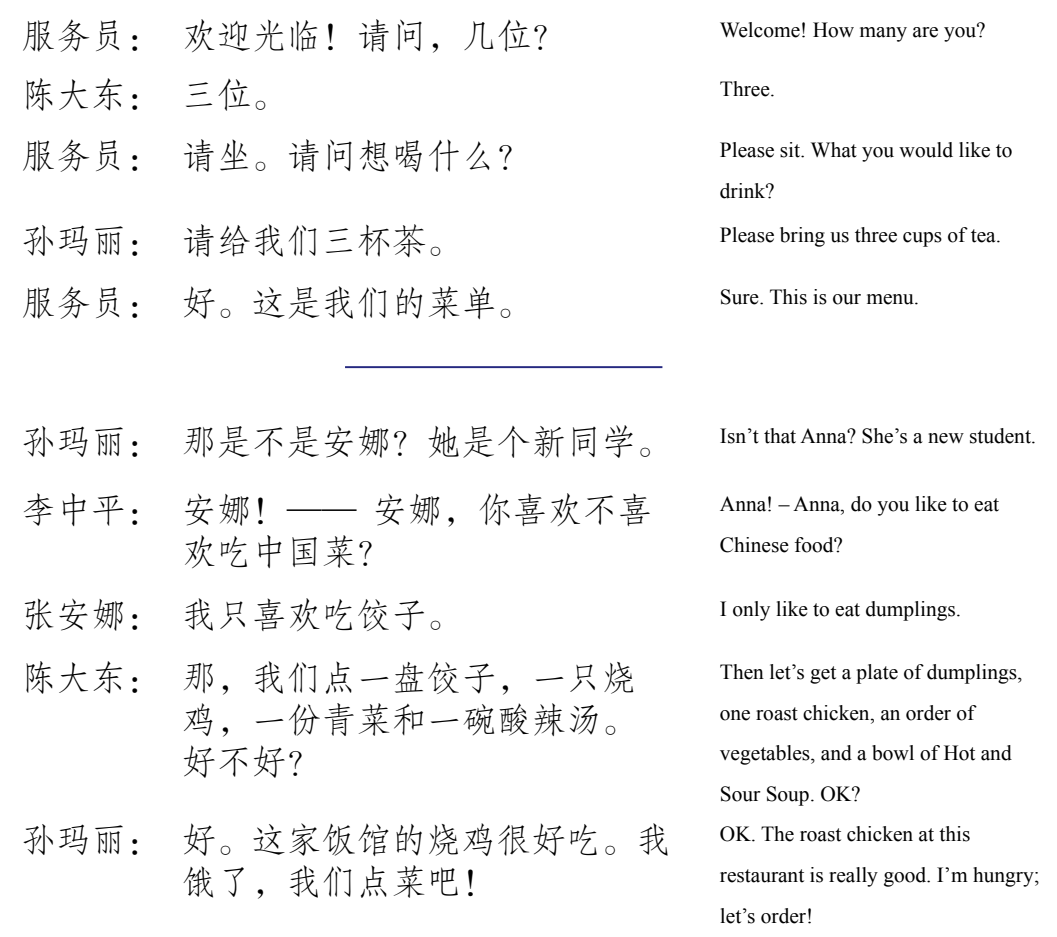 服务员： 欢迎光临！请问，几位？ Welcome! How many are you?
陈大东： 三位。 Three.
服务员： 请坐。请问想喝什么？ Please sit. What you would like to
drink?
孙玛丽： 请给我们三杯茶。 Please bring us three cups of tea.
服务员： 好。这是我们的菜单。 Sure. This is our menu.
孙玛丽： 那是不是安娜？她是个新同学。 Isn’t that Anna? She’s a new student.
李中平： 安娜！—— 安娜，你喜欢不喜
欢吃中国菜？
Anna! – Anna, do you like to eat
Chinese food?
张安娜： 我只喜欢吃饺子。 I only like to eat dumplings.
陈大东： 那，我们点一盘饺子，一只烧
鸡，一份青菜和一碗酸辣汤。
好不好？
Then let’s get a plate of dumplings,
one roast chicken, an order of
vegetables, and a bowl of Hot and
Sour Soup. OK?
孙玛丽： 好。这家饭馆的烧鸡很好吃。我
饿了，我们点菜吧！
OK. The roast chicken at this
restaurant is really good. I’m hungry;
let’s order!